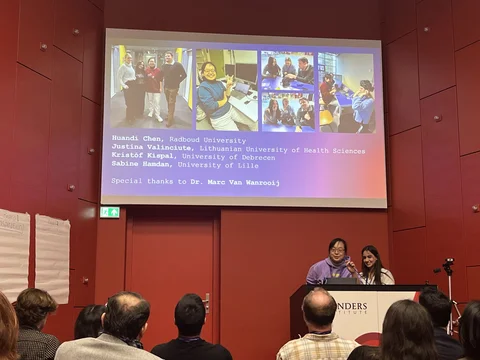 Huandi Chen, Radboud University
Justina Valinciute, Lithuanian University of Health Sciences
Kristóf Kispal, University of Debrecen
Sabine Hamdan, University of Lille
Special thanks to Dr. Marc Van Wanrooij
NDERS
INSTITUTE